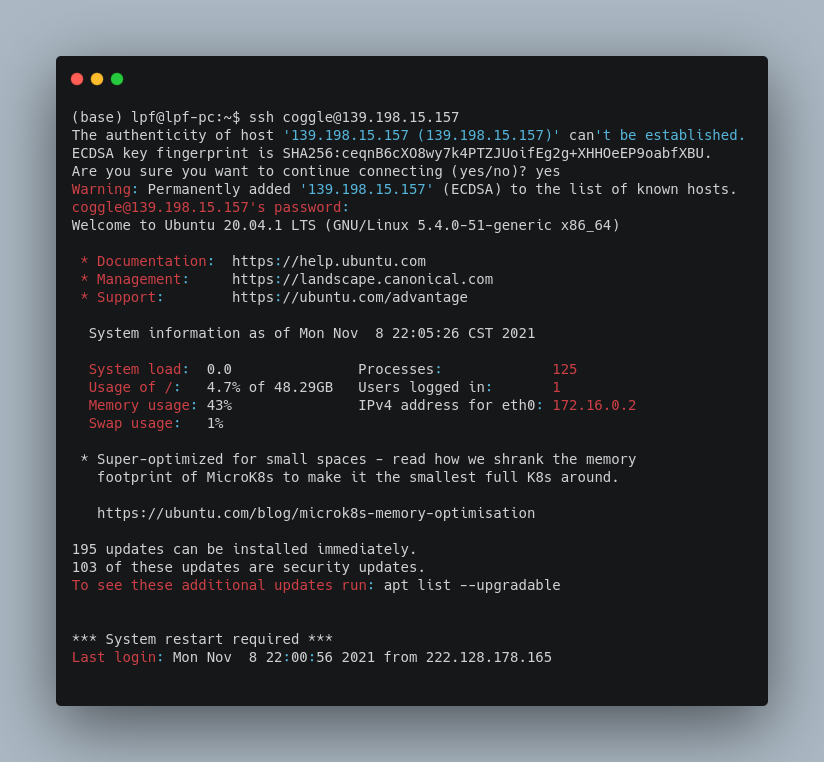 (base) lpf@lpf-pc:~$ ssh coggle@139.198.15.157
The authenticity of host '139.198.15.157 (139.198.15.157)' can't be established.
ECDSA key fingerprint is SHA256:ceqnB6cXO8wy7k4PTZJUoifEg2g+XHHOeEP9oabfXBU.
Are you sure you want to continue connecting (yes/no)? yes
Warning: Permanently added '139.198.15.157' (ECDSA) to the list of known hosts.
coggle@139.198.15.157's password:
Welcome to Ubuntu 20.04.1 LTS (GNU/Linux 5.4.0-51-generic x86_64)
 * Documentation:  https://help.ubuntu.com
 * Management:     https://landscape.canonical.com
 * Support:        https://ubuntu.com/advantage
  System information as of Mon Nov  8 22:05:26 CST 2021
  System load:  0.0               Processes:             125
  Usage of /:   4.7% of 48.29GB   Users logged in:       1
  Memory usage: 43%               IPv4 address for eth0: 172.16.0.2
  Swap usage:   1%
 * Super-optimized for small spaces - read how we shrank the memory
   footprint of MicroK8s to make it the smallest full K8s around.
   https://ubuntu.com/blog/microk8s-memory-optimisation
195 updates can be installed immediately.
103 of these updates are security updates.
To see these additional updates run: apt list --upgradable
*** System restart required ***
Last login: Mon Nov  8 22:00:56 2021 from 222.128.178.165